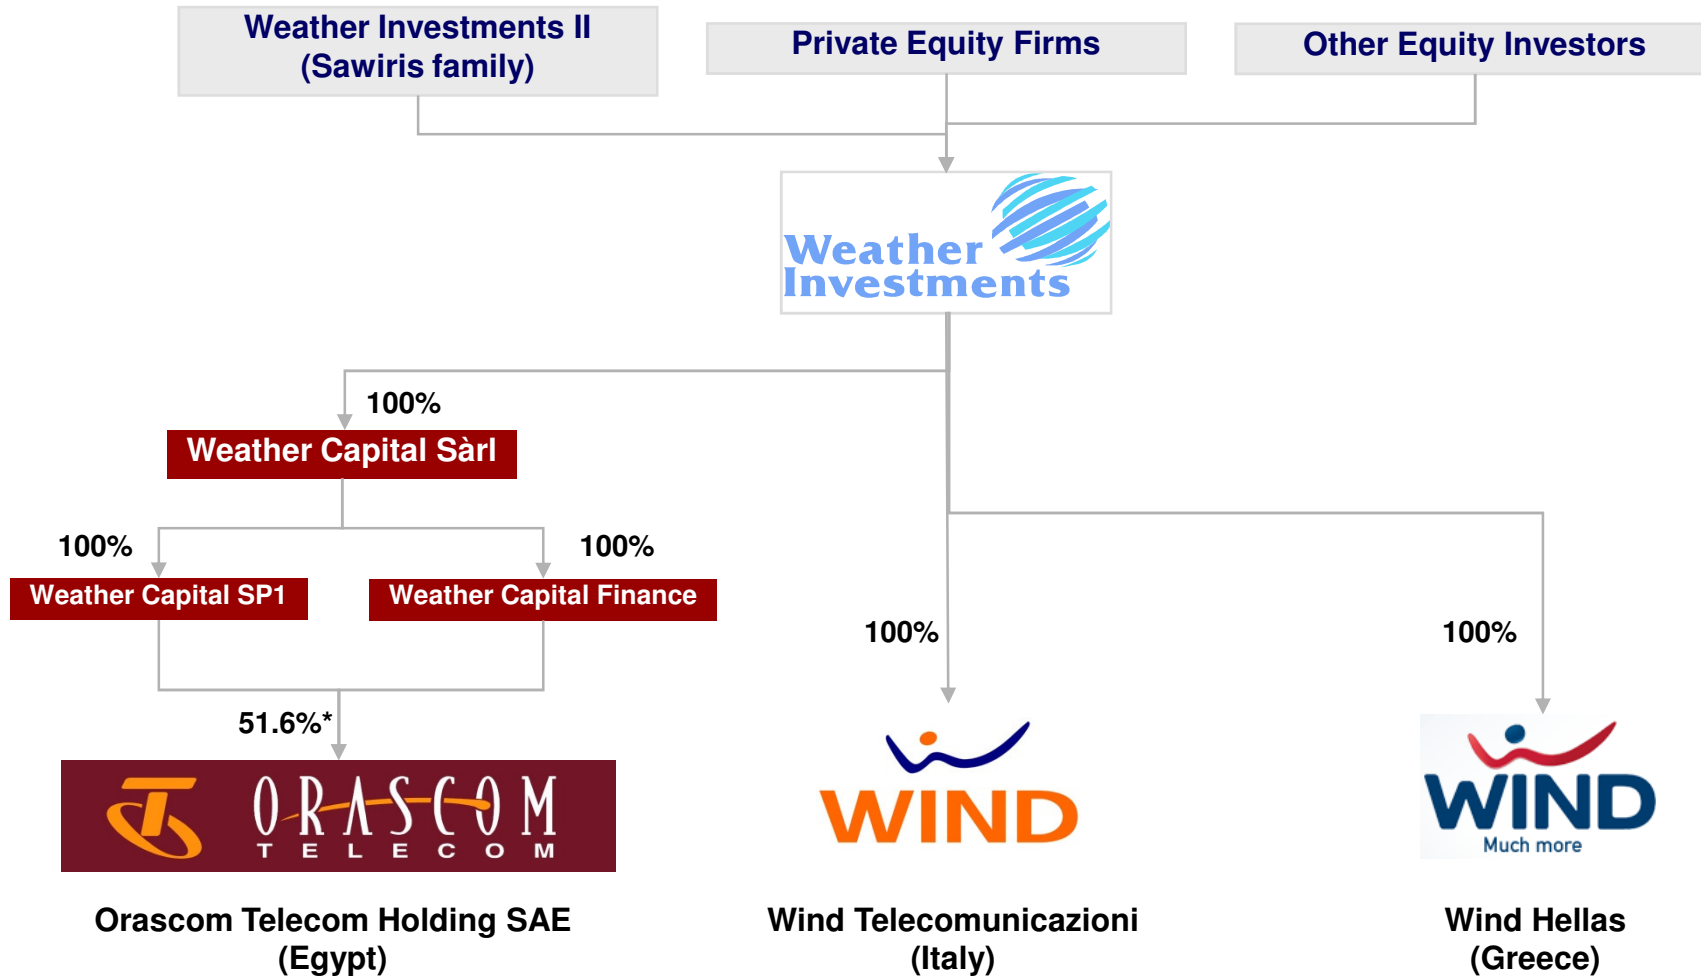 Weather Investments II
(Sawiris family)
Private Equity Firms
Other Equity Investors
Weather
Investments
100%
Weather Capital Sàrl
100%
100%
Weather Capital SP1
Weather Capital Finance
100%
100%
51.6%*
ORASCOM
TELECOM
WIND
WIND
Much more
Orascom Telecom Holding SAE
(Egypt)
Wind Telecomunicazioni
(Italy)
Wind Hellas
(Greece)